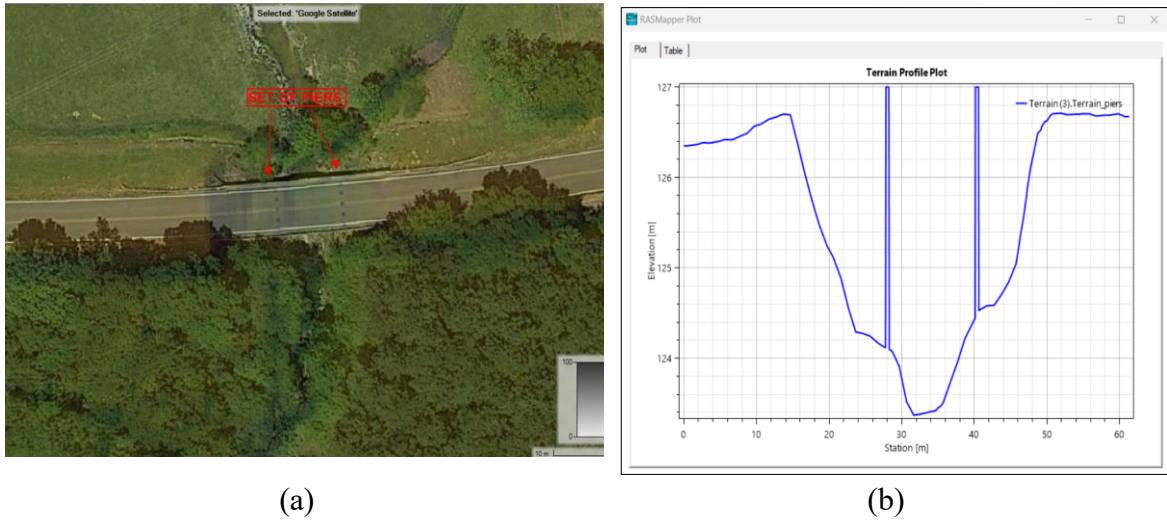 Selected: 'Google Satellite'
SET OF PIERS
100
0
10 m
(a)
RASMapper Plot
Plot
Table
Terrain Profile Plot
Terrain (3).Terrain_piers
127
126
125
124
Elevation [m]
0
10
20
30
40
50
60
Station [m]
(b)